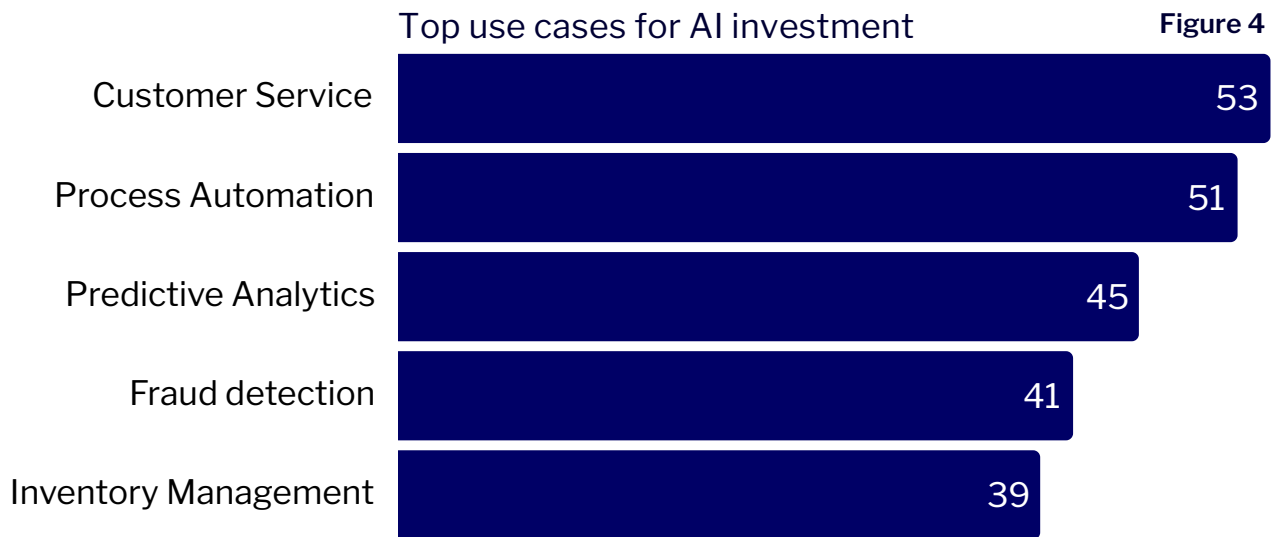 Top use cases for AI investment
Figure 4
Customer Service
53
Process Automation
51
Predictive Analytics
45
Fraud detection
41
Inventory Management
39